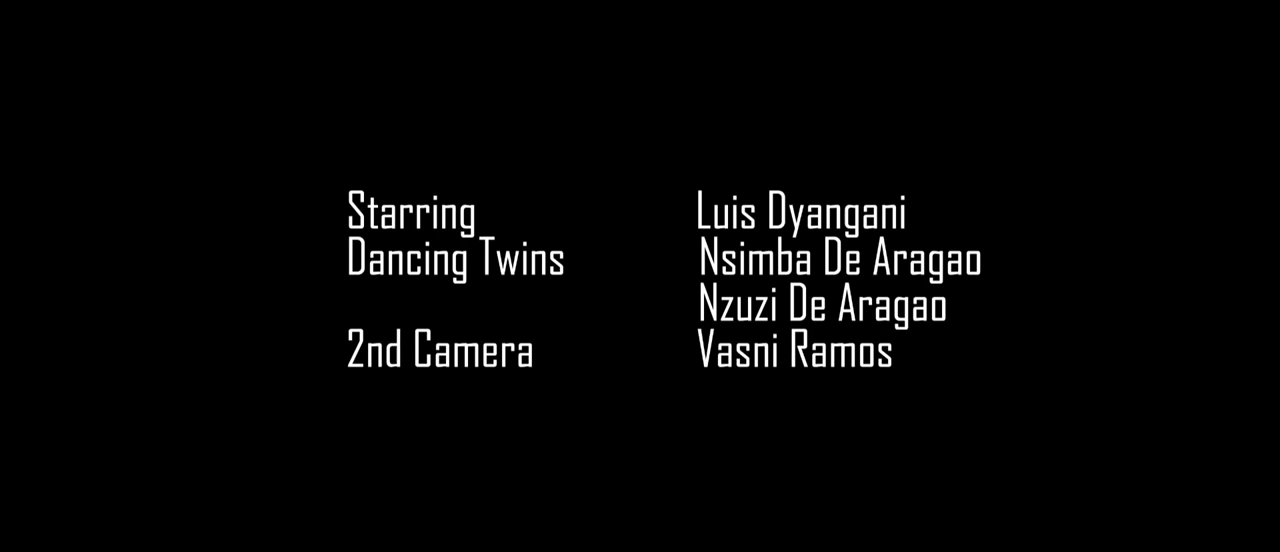 Starring Luis Dyangani
Dancing Twins Nsimba De Aragao
Nzuzi De Aragao
2nd Camera Vasni Ramos